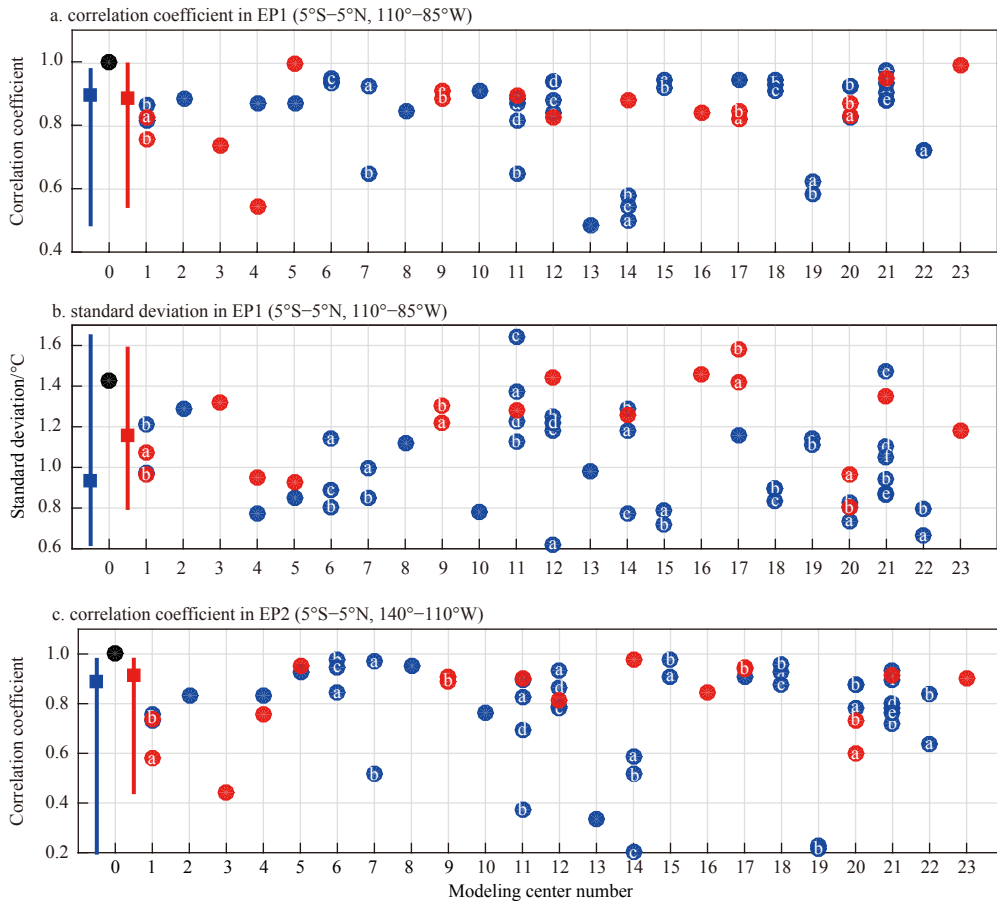 a. correlation coefficient in EP1 (5°S−5°N, 110°−85°W)
Correlation coefficient
1.0
0.8
0.6
0.4
b
a
b
c
a
b
b
d
b
d
c
b
c
a
b
c
a
b
a
b
c
a
b
a
e
a
0 1 2 3 4 5 6 7 8 9 10 11 12 13 14 15 16 17 18 19 20 21 22 23
b. standard deviation in EP1 (5°S−5°N, 110°−85°W)
Standard deviation/°C
1.6
1.4
1.2
1.0
0.8
0.6
b
a
b
a
c
b
a
b
b
a
c
a
d
b
b
d
c
a
b
a
c
a
b
b
a
b
c
b
a
a
b
a
c
d
f
b
e
b
a
0 1 2 3 4 5 6 7 8 9 10 11 12 13 14 15 16 17 18 19 20 21 22 23
c. correlation coefficient in EP2 (5°S−5°N, 140°−110°W)
Correlation coefficient
1.0
0.8
0.6
0.4
0.2
b
a
b
c
a
a
b
b
a
d
b
b
d
c
a
b
c
b
a
b
a
b
a
c
b
b
a
b
a
d
e
b
b
a
0 1 2 3 4 5 6 7 8 9 10 11 12 13 14 15 16 17 18 19 20 21 22 23
Modeling center number